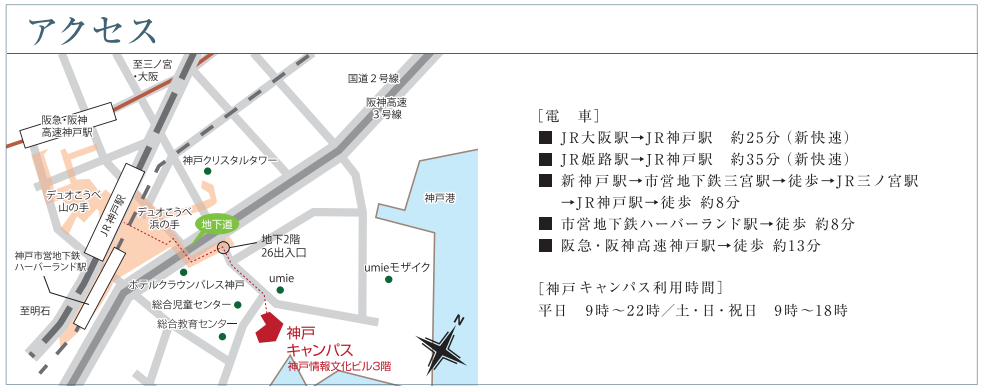 アクセス
至三ノ宮
・大阪
国道2号線
阪神高速
3号線
阪急・阪神
高速神戸駅
神戸クリスタルタワー
デュオこうべ
山の手
JR神戸駅
デュオこうべ
浜の手
地下道
神戸港
地下2階
26出入口
神戸市営地下鉄
ハーバーランド駅
ホテルクラウンパレス神戸
umie
umieモザイク
至明石
総合児童センター
総合教育センター
神戸
キャンパス
神戸情報文化ビル3階
N
［電　車］
■ JR大阪駅→JR神戸駅　約25分（新快速）
■ JR姫路駅→JR神戸駅　約35分（新快速）
■ 新神戸駅→市営地下鉄三宮駅→徒歩→JR三ノ宮駅
→JR神戸駅→徒歩 約8分
■ 市営地下鉄ハーバーランド駅→徒歩 約8分
■ 阪急・阪神高速神戸駅→徒歩 約13分
［神戸キャンパス利用時間］
平日　9時〜22時／土・日・祝日　9時〜18時